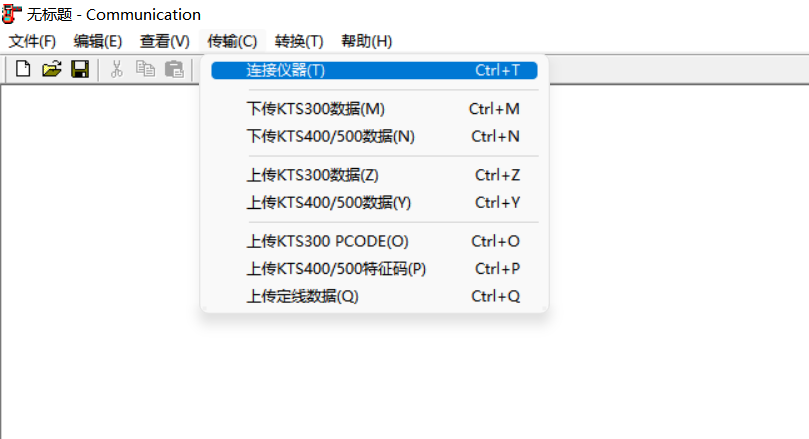 无标题 - Communication
文件(F) 编辑(E) 查看(V) 传输(C) 转换(T) 帮助(H)
连接仪器(T) Ctrl+T
下传KTS300数据(M) Ctrl+M
下传KTS400/500数据(N) Ctrl+N
上传KTS300数据(Z) Ctrl+Z
上传KTS400/500数据(Y) Ctrl+Y
上传KTS300 PCODE(O) Ctrl+O
上传KTS400/500特征码(P) Ctrl+P
上传定线数据(Q) Ctrl+Q